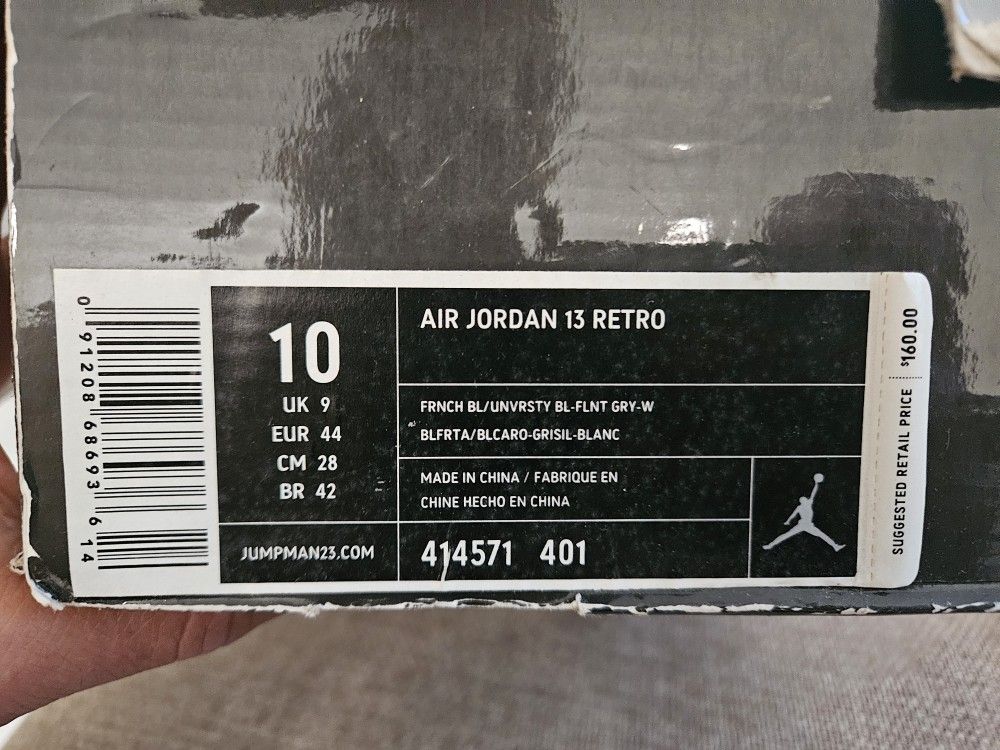 0 91208 68693 6 14
10
UK 9
EUR 44
CM 28
BR 42
JUMPMAN23.COM
AIR JORDAN 13 RETRO
FRNCH BL/UNVRSTY BL-FLNT GRY-W
BLFRTA/BLCARO-GRISIL-BLANC
MADE IN CHINA / FABRIQUE EN
CHINE HECHO EN CHINA
414571 401
SUGGESTED RETAIL PRICE $160.00